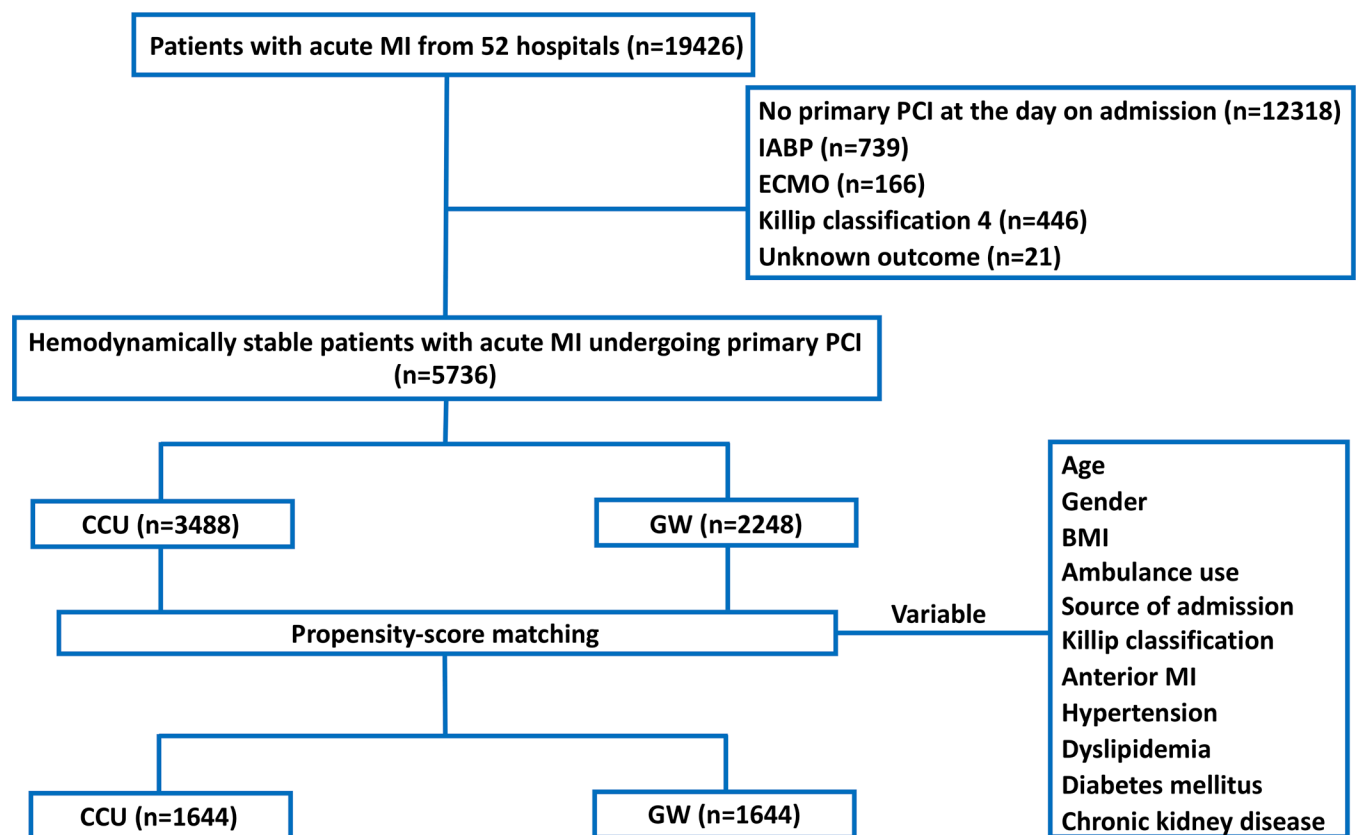 Patients with acute MI from 52 hospitals (n=19426)
No primary PCI at the day on admission (n=12318)
IABP (n=739)
ECMO (n=166)
Killip classification 4 (n=446)
Unknown outcome (n=21)
Hemodynamically stable patients with acute MI undergoing primary PCI
(n=5736)
CCU (n=3488)
GW (n=2248)
Propensity-score matching
Variable
Age
Gender
BMI
Ambulance use
Source of admission
Killip classification
Anterior MI
Hypertension
Dyslipidemia
Diabetes mellitus
Chronic kidney disease
CCU (n=1644)
GW (n=1644)